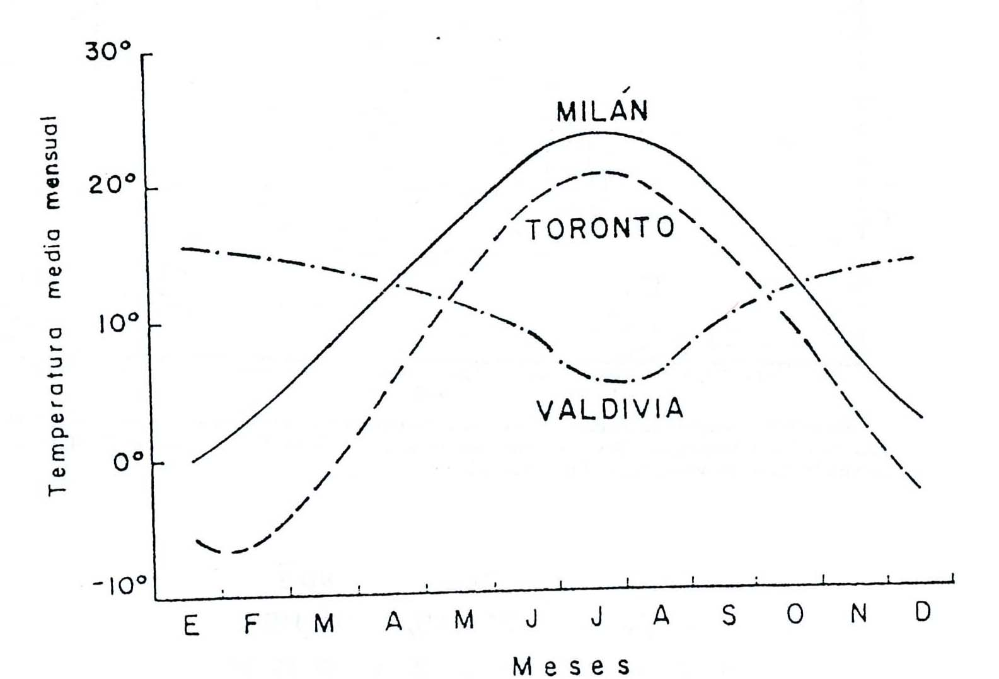 Temperatura media mensual
30°
20°
10°
0°
-10°
MILÁN
TORONTO
VALDIVIA
E F M A M J J A S O N D
Meses